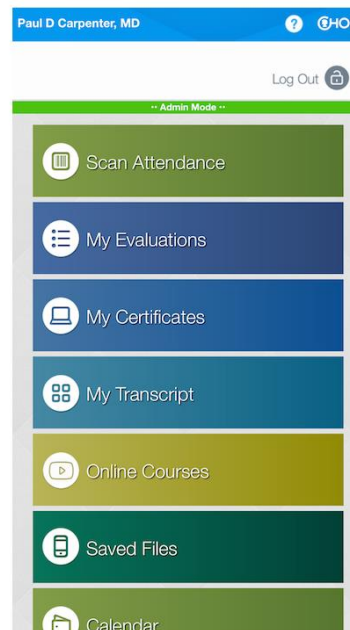 Paul D Carpenter, MD ? CHO
Log Out
•• Admin Mode ••
Scan Attendance
My Evaluations
My Certificates
My Transcript
Online Courses
Saved Files
Calendar